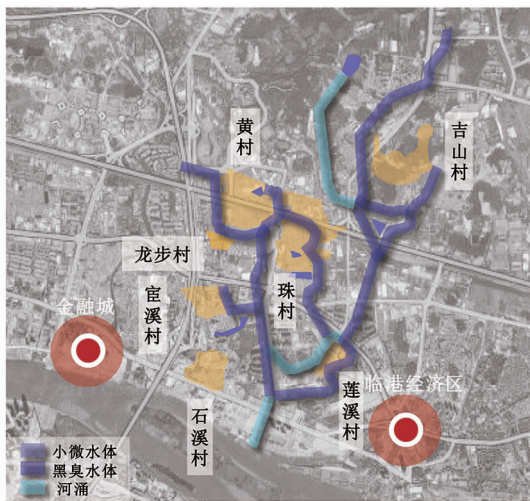 黄村
吉山村
龙步村
宦溪村
珠村
金融城
临港经济区
莲溪村
石溪村
小微水体
黑臭水体
河涌